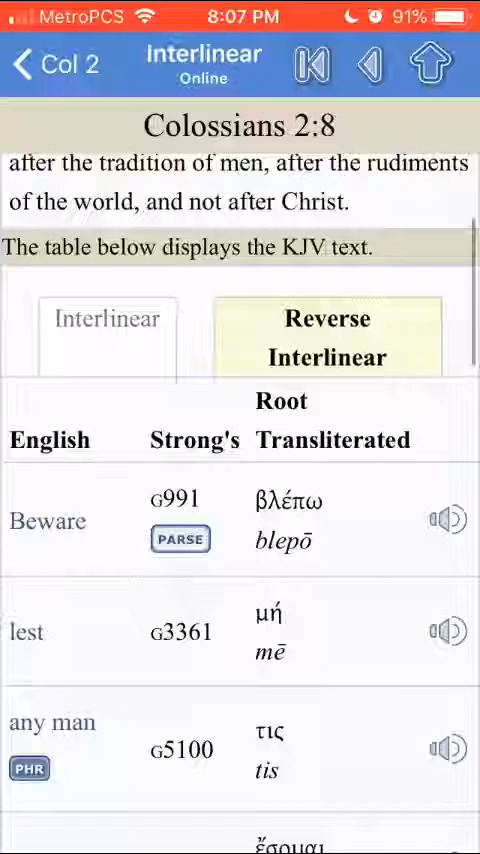 MetroPCS 8:07 PM 91%
Col 2 Interlinear
Online
Colossians 2:8
after the tradition of men, after the rudiments
of the world, and not after Christ.
The table below displays the KJV text.
Interlinear
Reverse
Interlinear
English Strong's Root
Transliterated
Beware G991 βλέπω
PARSE blepō
lest G3361 μή
mē
any man G5100 τις
PHR tis
ἔσομαι